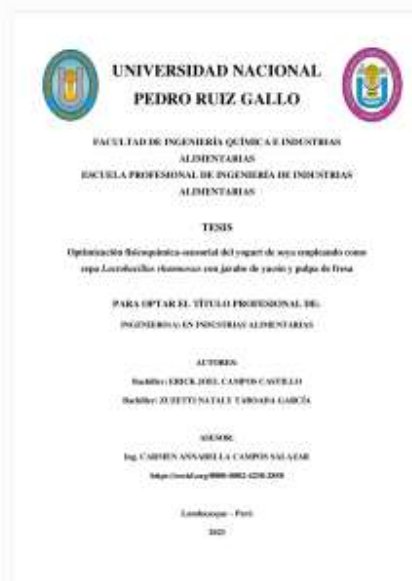 UNIVERSIDAD NACIONAL
PEDRO RUIZ GALLO
FACULTAD DE INGENIERÍA QUÍMICA E INDUSTRIAS
ALIMENTARIAS
ESCUELA PROFESIONAL DE INGENIERÍA DE INDUSTRIAS
ALIMENTARIAS
TESIS
Optimización fisicoquímica-sensorial del yogurt de soya empleando como
cepa Lactobacillus rhamnosus con jarabe de yacón y pulpa de fresa
PARA OPTAR EL TÍTULO PROFESIONAL DE:
INGENIERO(A) EN INDUSTRIAS ALIMENTARIAS
AUTORES:
Bachiller: ERICK JOEL CAMPOS CASTILLO
Bachiller: ZUZETTI NATALY TABOADA GARCÍA
ASESOR:
Ing. CARMEN ANNABELLA CAMPOS SALAZAR
Lambayeque - Perú